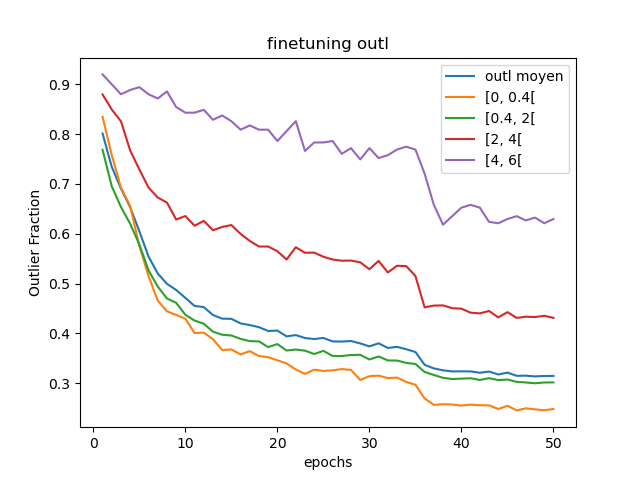 finetuning outl
Outlier Fraction
0.9
0.8
0.7
0.6
0.5
0.4
0.3
outl moyen
[0, 0.4[
[0.4, 2[
[2, 4[
[4, 6[
0 10 20 30 40 50
epochs